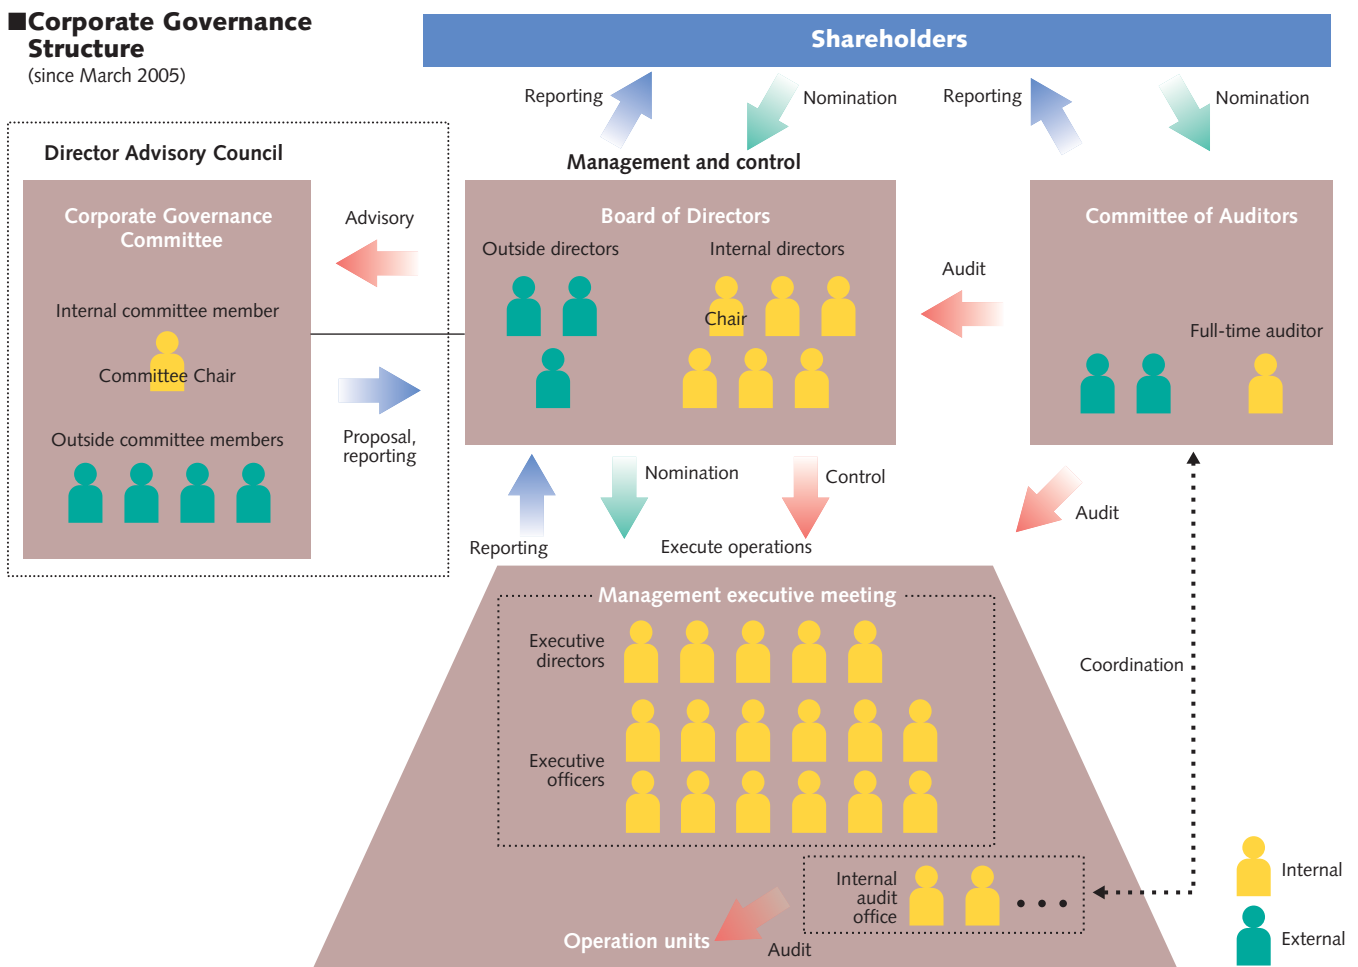 ■Corporate Governance
Structure
(since March 2005)
Shareholders
Reporting
Nomination
Reporting
Nomination
Director Advisory Council
Management and control
Corporate Governance
Committee
Advisory
Board of Directors
Committee of Auditors
Outside directors
Internal directors
Audit
Internal committee member
Chair
Full-time auditor
Committee Chair
Outside committee members
Proposal,
reporting
Nomination
Control
Audit
Reporting
Execute operations
Management executive meeting
Executive
directors
Coordination
Executive
officers
Internal
audit
office
• • •
Operation units
Audit
Internal
External